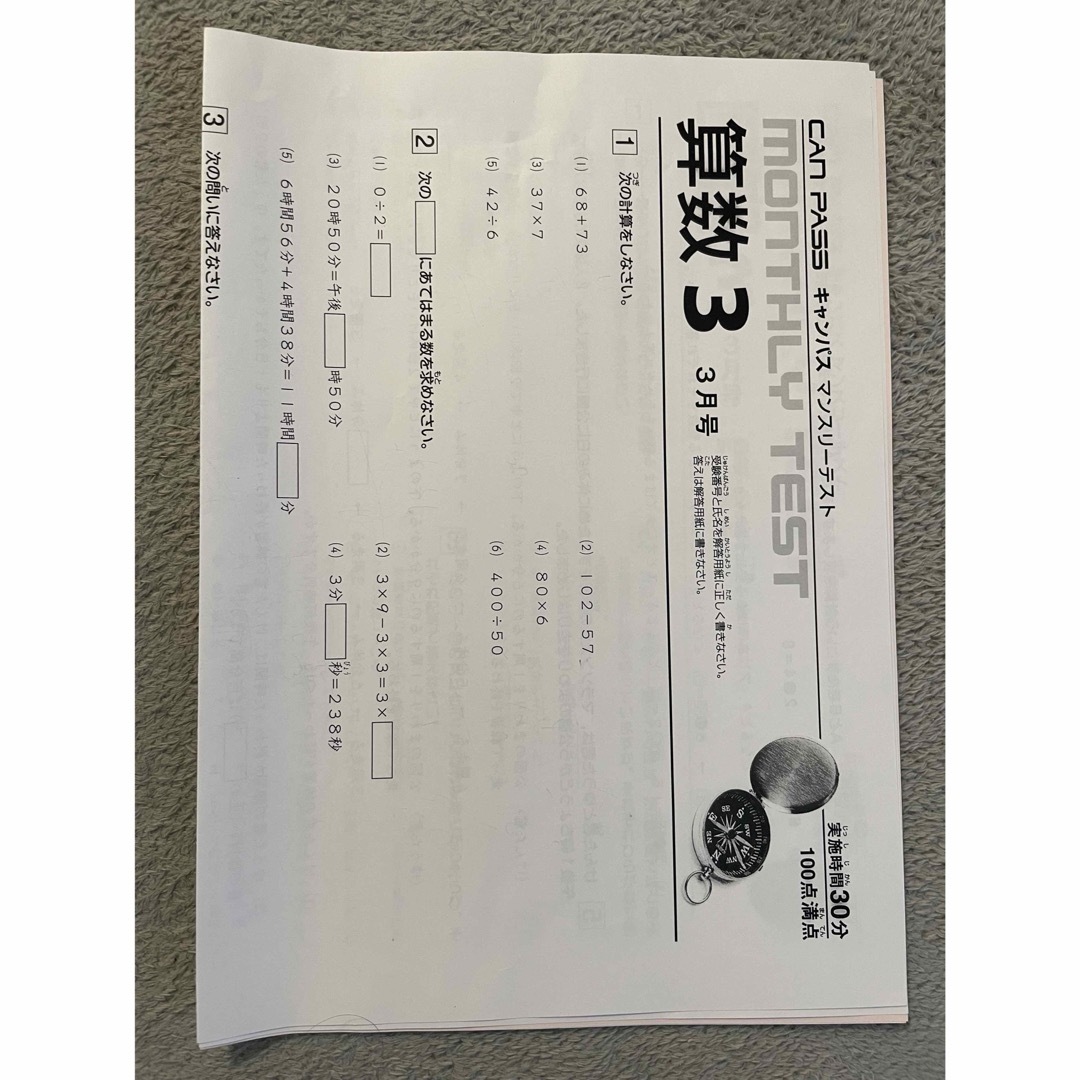 CAN PASS キャンパス マンスリーテスト
MONTHLY TEST
実施時間30分
100点満点
算数 3 3月号
受験番号と氏名を解答用紙に正しく書きなさい。
答えは解答用紙に書きなさい。
1 次の計算をしなさい。
(1) 68+73 (2) 102-57
(3) 37×7 (4) 80×6
(5) 42÷6 (6) 400÷50
2 次の□にあてはまる数を求めなさい。
(1) 0÷2=□ (2) 3×9-3×3=3×□
(3) 20時50分=午後□時50分 (4) 3分□秒=238秒
(5) 6時間56分+4時間38分=11時間□分
3 次の問いに答えなさい。